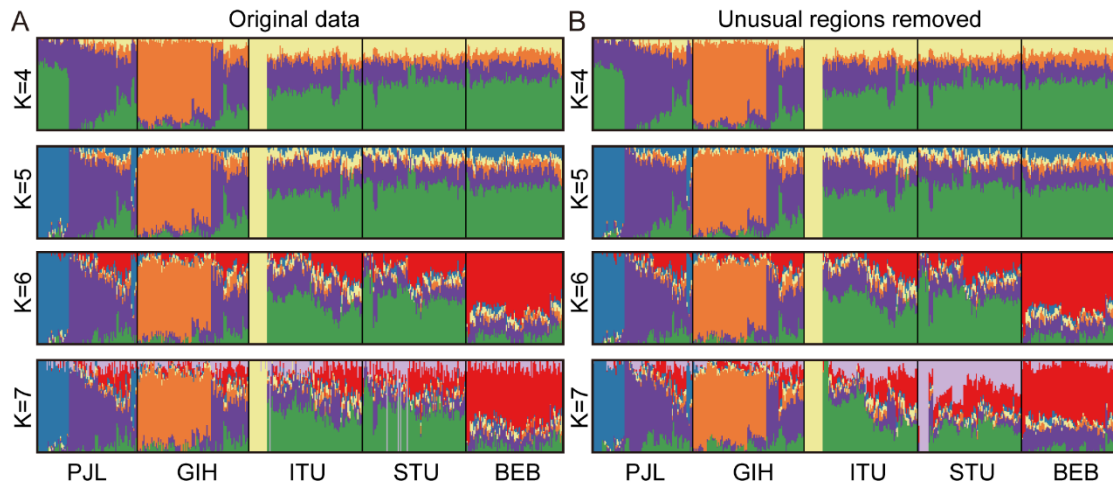 A Original data
K=4
K=5
K=6
K=7
PJL GIH ITU STU BEB
B Unusual regions removed
K=4
K=5
K=6
K=7
PJL GIH ITU STU BEB